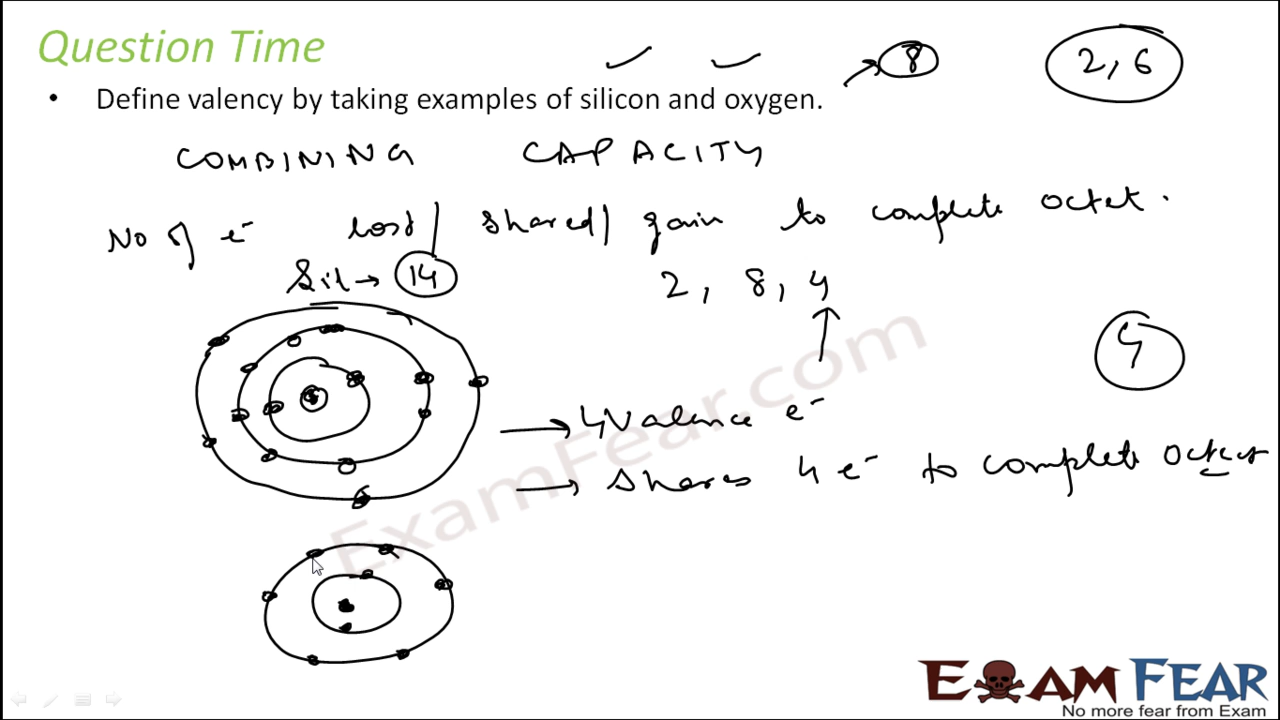 Question Time
8
2, 6
• Define valency by taking examples of silicon and oxygen.
COMBINING CAPACITY
No of e⁻ lost/ shared/ gain to complete octet.
Sil → 14
2, 8, 4
4
→ 4 Valence e⁻
→ Shares 4 e⁻ to complete octet
ExamFear.com
EXAM FEAR
No more fear from Exam